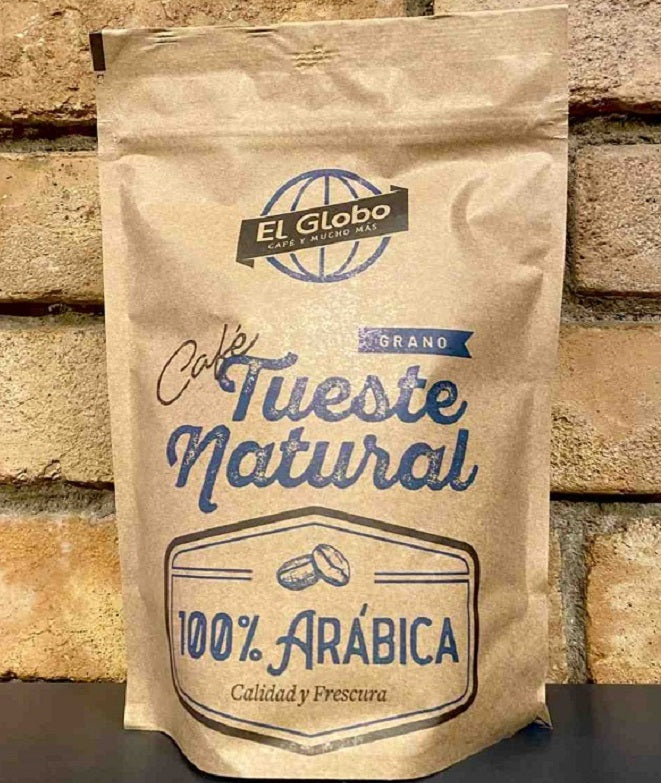 EL GLobo
CAFÉ Y MUCHO MÁS
GRANO
Café
Tueste
Natural
100% ARÁBICA
Calidad y Frescura